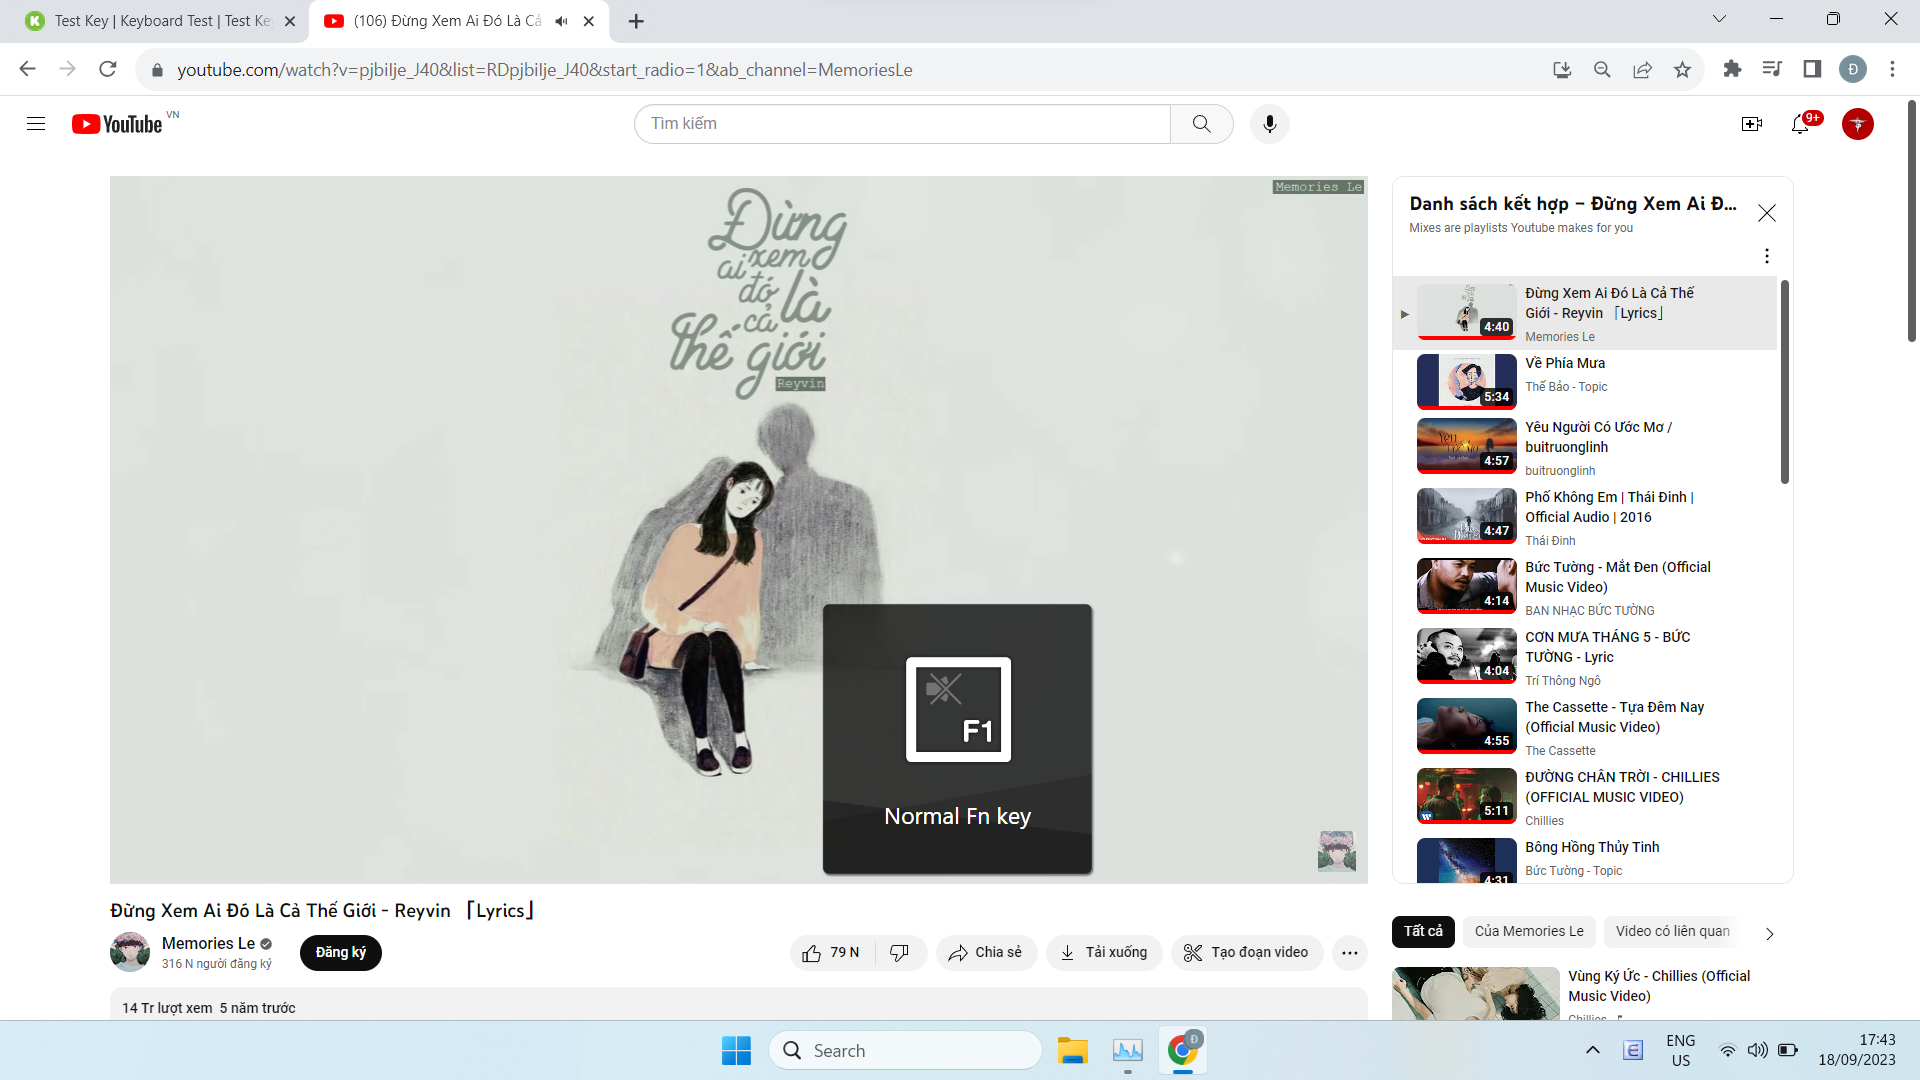 Test Key | Keyboard Test | Test Ke
(106) Đừng Xem Ai Đó Là Cả
youtube.com/watch?v=pjbilje_J40&list=RDpjbilje_J40&start_radio=1&ab_channel=MemoriesLe
Đ
YouTube VN
Tìm kiếm
9+
Memories Le
Đừng
xem
ai
đó là
cả
thế giới
Reyvin
F1
Normal Fn key
Đừng Xem Ai Đó Là Cả Thế Giới - Reyvin 「Lyrics」
Memories Le
316 N người đăng ký
Đăng ký
79 N
Chia sẻ
Tải xuống
Tạo đoạn video
14 Tr lượt xem 5 năm trước
Danh sách kết hợp – Đừng Xem Ai Đ...
Mixes are playlists Youtube makes for you
4:40
Đừng Xem Ai Đó Là Cả Thế
Giới - Reyvin 「Lyrics」
Memories Le
5:34
Về Phía Mưa
Thế Bảo - Topic
4:57
Yêu Người Có Ước Mơ /
buitruonglinh
buitruonglinh
4:47
Phố Không Em | Thái Đinh |
Official Audio | 2016
Thái Đinh
4:14
Bức Tường - Mắt Đen (Official
Music Video)
BAN NHẠC BỨC TƯỜNG
4:04
CƠN MƯA THÁNG 5 - BỨC
TƯỜNG - Lyric
Trí Thông Ngô
4:55
The Cassette - Tựa Đêm Nay
(Official Music Video)
The Cassette
5:11
ĐƯỜNG CHÂN TRỜI - CHILLIES
(OFFICIAL MUSIC VIDEO)
Chillies
4:31
Bông Hồng Thủy Tinh
Bức Tường - Topic
Tất cả
Của Memories Le
Video có liên quan
Vùng Ký Ức - Chillies (Official
Music Video)
Chillies
Search
Đ
ENG
US
17:43
18/09/2023